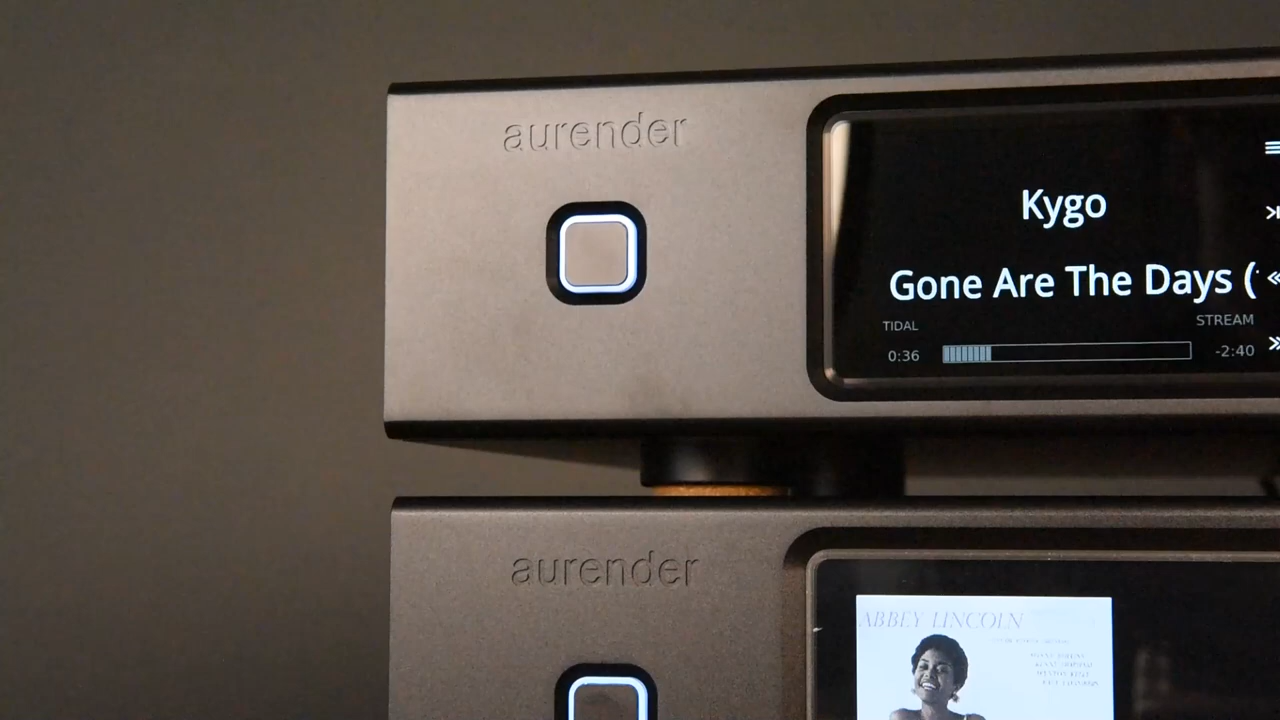 aurender
Kygo
Gone Are The Days (
TIDAL
STREAM
0:36
-2:40
aurender
ABBEY LINCOLN